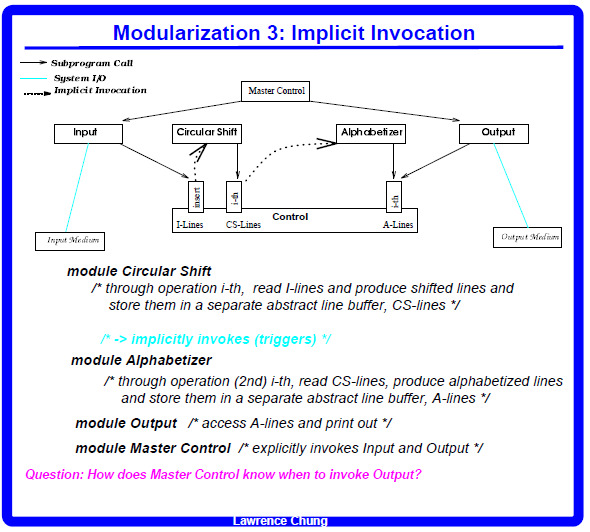 Modularization 3: Implicit Invocation
Subprogram Call
System I/O
Implicit Invocation
Master Control
Input
Circular Shift
Alphabetizer
Output
insert
i-th
i-th
Control
I-Lines
CS-Lines
A-Lines
Input Medium
Output Medium
module Circular Shift
/* through operation i-th, read I-lines and produce shifted lines and
store them in a separate abstract line buffer, CS-lines */
/* -> implicitly invokes (triggers) */
module Alphabetizer
/* through operation (2nd) i-th, read CS-lines, produce alphabetized lines
and store them in a separate abstract line buffer, A-lines */
module Output /* access A-lines and print out */
module Master Control /* explicitly invokes Input and Output */
Question: How does Master Control know when to invoke Output?
Lawrence Chung